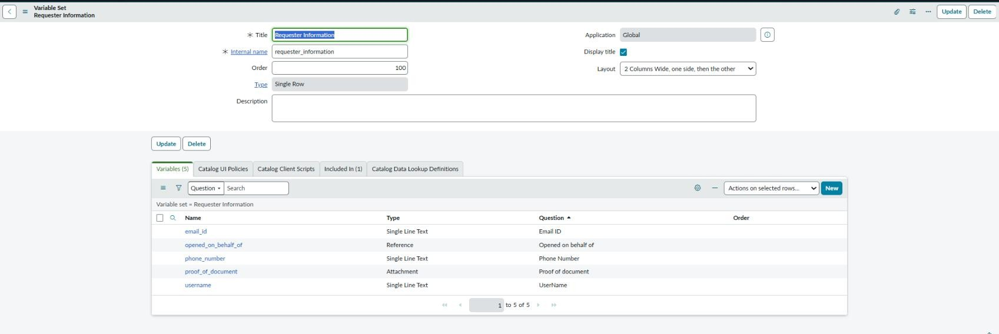 Variable Set
Requester Information
Update Delete
* Title Requester Information
Application Global
* Internal name requester_information
Display title
Order 100
Layout 2 Columns Wide, one side, then the other
Type Single Row
Description
Update Delete
Variables (5) Catalog UI Policies Catalog Client Scripts Included In (1) Catalog Data Lookup Definitions
Question Search Actions on selected rows... New
Variable set = Requester Information
Name Type Question Order
email_id Single Line Text Email ID
opened_on_behalf_of Reference Opened on behalf of
phone_number Single Line Text Phone Number
proof_of_document Attachment Proof of document
username Single Line Text UserName
1 to 5 of 5